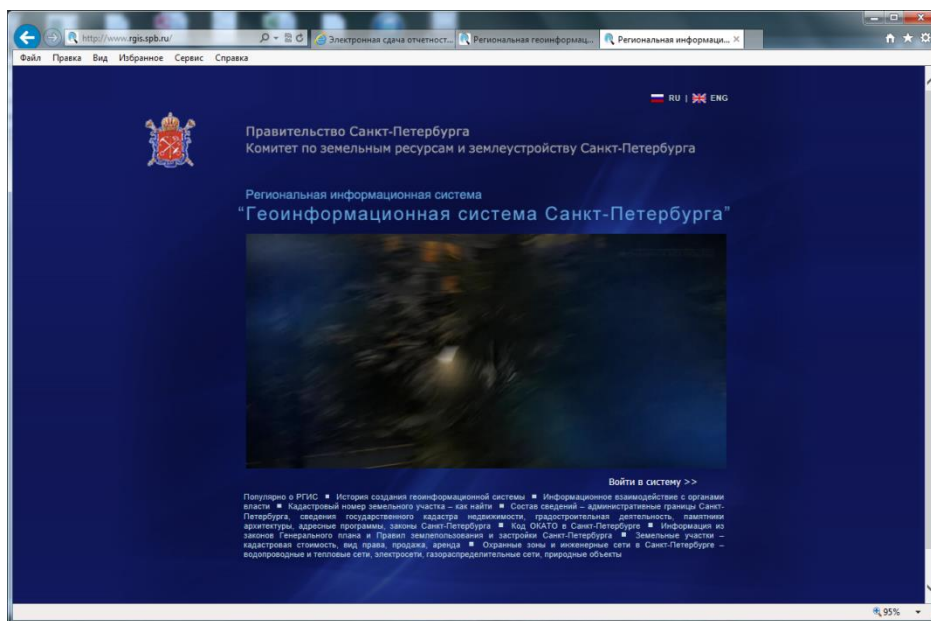 http://www.rgis.spb.ru/
Электронная сдача отчетност...
Региональная геоинформац...
Региональная информаци...
Файл Правка Вид Избранное Сервис Справка
RU | ENG
Правительство Санкт-Петербурга
Комитет по земельным ресурсам и землеустройству Санкт-Петербурга
Региональная информационная система
“Геоинформационная система Санкт-Петербурга”
Войти в систему >>
Популярно о РГИС ■ История создания геоинформационной системы ■ Информационное взаимодействие с органами
власти ■ Кадастровый номер земельного участка – как найти ■ Состав сведений – административные границы Санкт-
Петербурга, сведения государственного кадастра недвижимости, градостроительная деятельность, памятники
архитектуры, адресные программы, законы Санкт-Петербурга ■ Код ОКАТО в Санкт-Петербурге ■ Информация из
законов Генерального плана и Правил землепользования и застройки Санкт-Петербурга ■ Земельные участки –
кадастровая стоимость, вид права, продажа, аренда ■ Охранные зоны и инженерные сети в Санкт-Петербурге –
водопроводные и тепловые сети, электросети, газораспределительные сети, природные объекты
95%